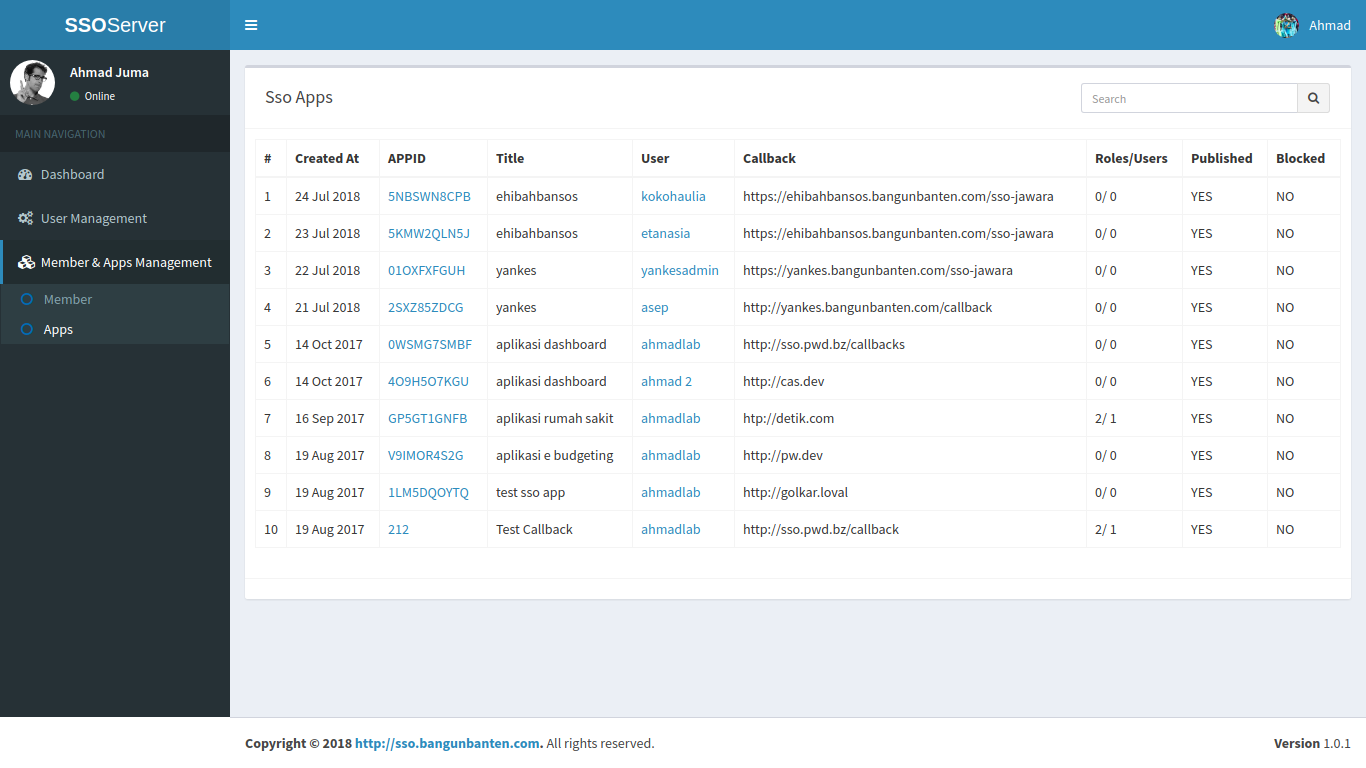 SSOServer
Ahmad
Ahmad Juma
Online
MAIN NAVIGATION
Dashboard
User Management
Member & Apps Management
Member
Apps
Sso Apps
Search
# Created At APPID Title User Callback Roles/Users Published Blocked
1 24 Jul 2018 5NBSWN8CPB ehibahbansos kokohaulia https://ehibahbansos.bangunbanten.com/sso-jawara 0/ 0 YES NO
2 23 Jul 2018 5KMW2QLN5J ehibahbansos etanasia https://ehibahbansos.bangunbanten.com/sso-jawara 0/ 0 YES NO
3 22 Jul 2018 01OXFXFGUH yankes yankesadmin https://yankes.bangunbanten.com/sso-jawara 0/ 0 YES NO
4 21 Jul 2018 2SXZ85ZDCG yankes asep http://yankes.bangunbanten.com/callback 0/ 0 YES NO
5 14 Oct 2017 0WSMG7SMBF aplikasi dashboard ahmadlab http://sso.pwd.bz/callbacks 0/ 0 YES NO
6 14 Oct 2017 4O9H5O7KGU aplikasi dashboard ahmad 2 http://cas.dev 0/ 0 YES NO
7 16 Sep 2017 GP5GT1GNFB aplikasi rumah sakit ahmadlab htp://detik.com 2/ 1 YES NO
8 19 Aug 2017 V9IMOR4S2G aplikasi e budgeting ahmadlab http://pw.dev 0/ 0 YES NO
9 19 Aug 2017 1LM5DQOYTQ test sso app ahmadlab http://golkar.loval 0/ 0 YES NO
10 19 Aug 2017 212 Test Callback ahmadlab http://sso.pwd.bz/callback 2/ 1 YES NO
Copyright © 2018 http://sso.bangunbanten.com. All rights reserved.
Version 1.0.1